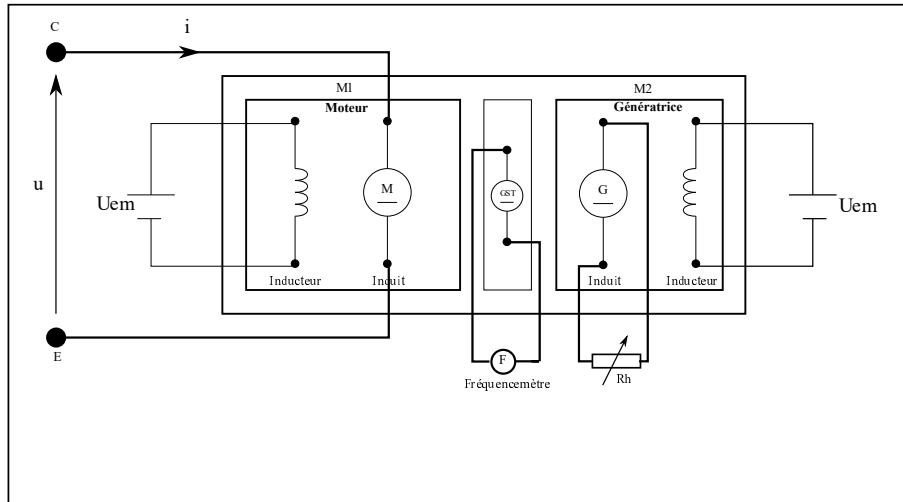 C
i
M1
M2
Moteur
Génératrice
u
Uem
M
GST
G
Uem
Inducteur
Induit
Induit
Inducteur
E
F
Rh
Fréquencemètre